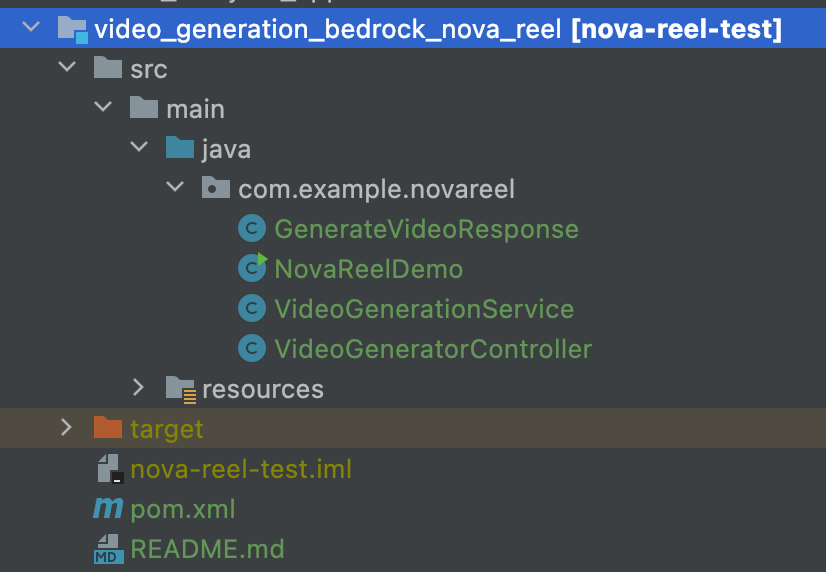 video_generation_bedrock_nova_reel [nova-reel-test]
src
main
java
com.example.novareel
C GenerateVideoResponse
C NovaReelDemo
C VideoGenerationService
C VideoGeneratorController
resources
target
nova-reel-test.iml
m pom.xml
MD README.md